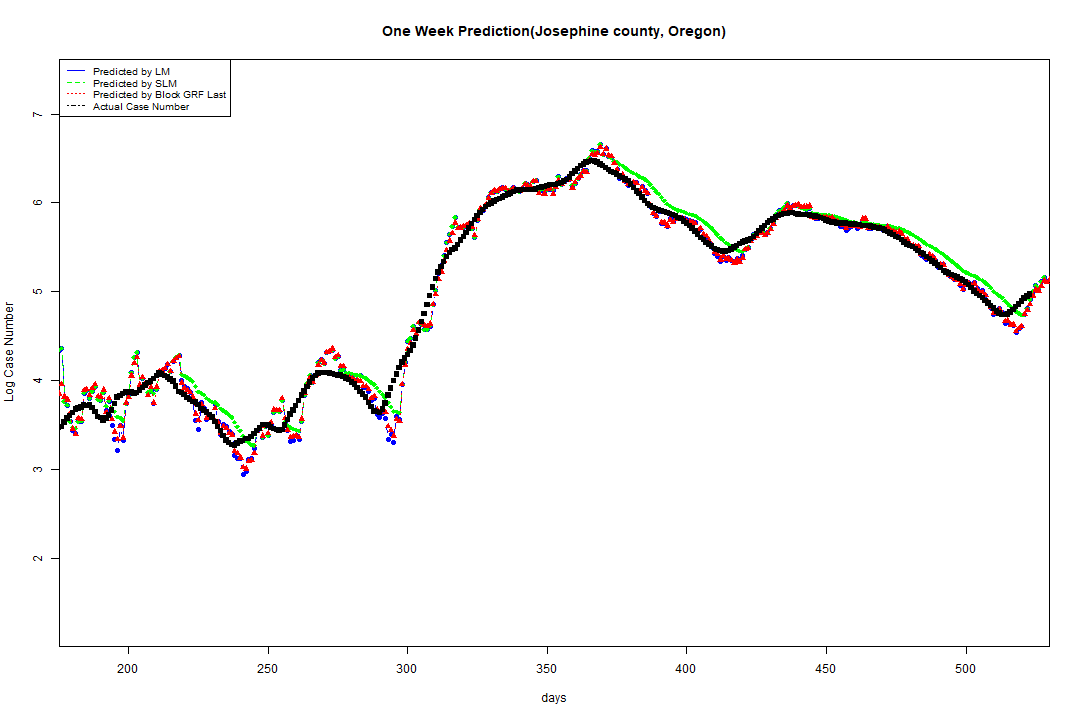 One Week Prediction(Josephine county, Oregon)
Predicted by LM
Predicted by SLM
Predicted by Block GRF Last
Actual Case Number
7
6
5
4
3
2
Log Case Number
200 250 300 350 400 450 500
days